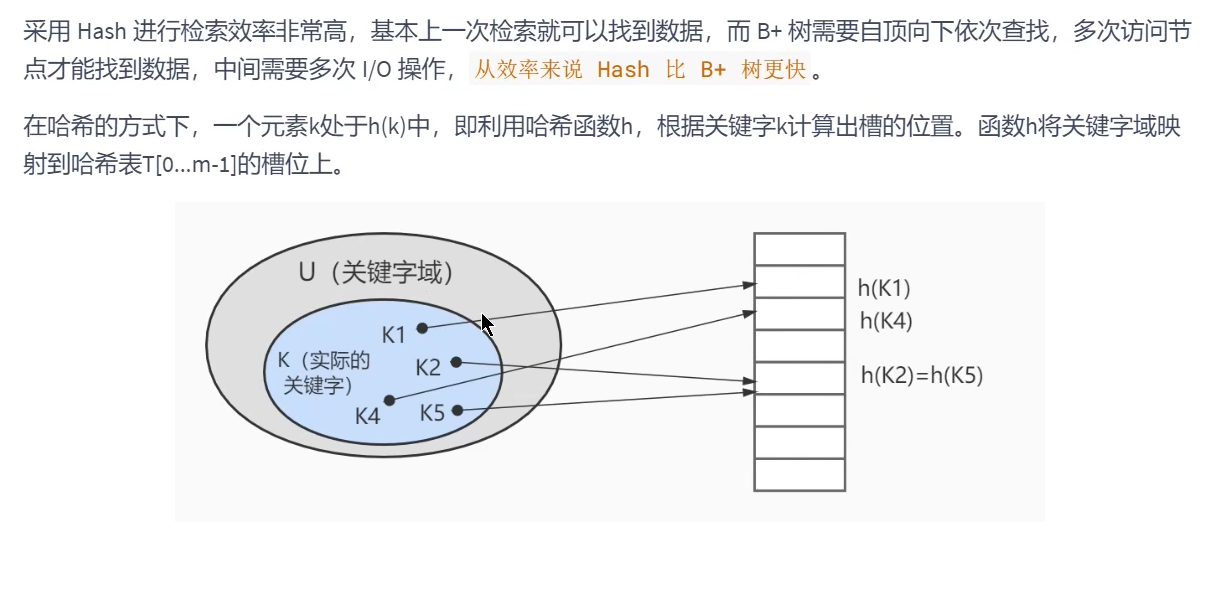 采用 Hash 进行检索效率非常高，基本上一次检索就可以找到数据，而 B+ 树需要自顶向下依次查找，多次访问节
点才能找到数据，中间需要多次 I/O 操作，从效率来说 Hash 比 B+ 树更快。
在哈希的方式下，一个元素k处于h(k)中，即利用哈希函数h，根据关键字k计算出槽的位置。函数h将关键字域映
射到哈希表T[0...m-1]的槽位上。
U（关键字域）
K1
K2
K（实际的
关键字）
K4
K5
h(K1)
h(K4)
h(K2)=h(K5)